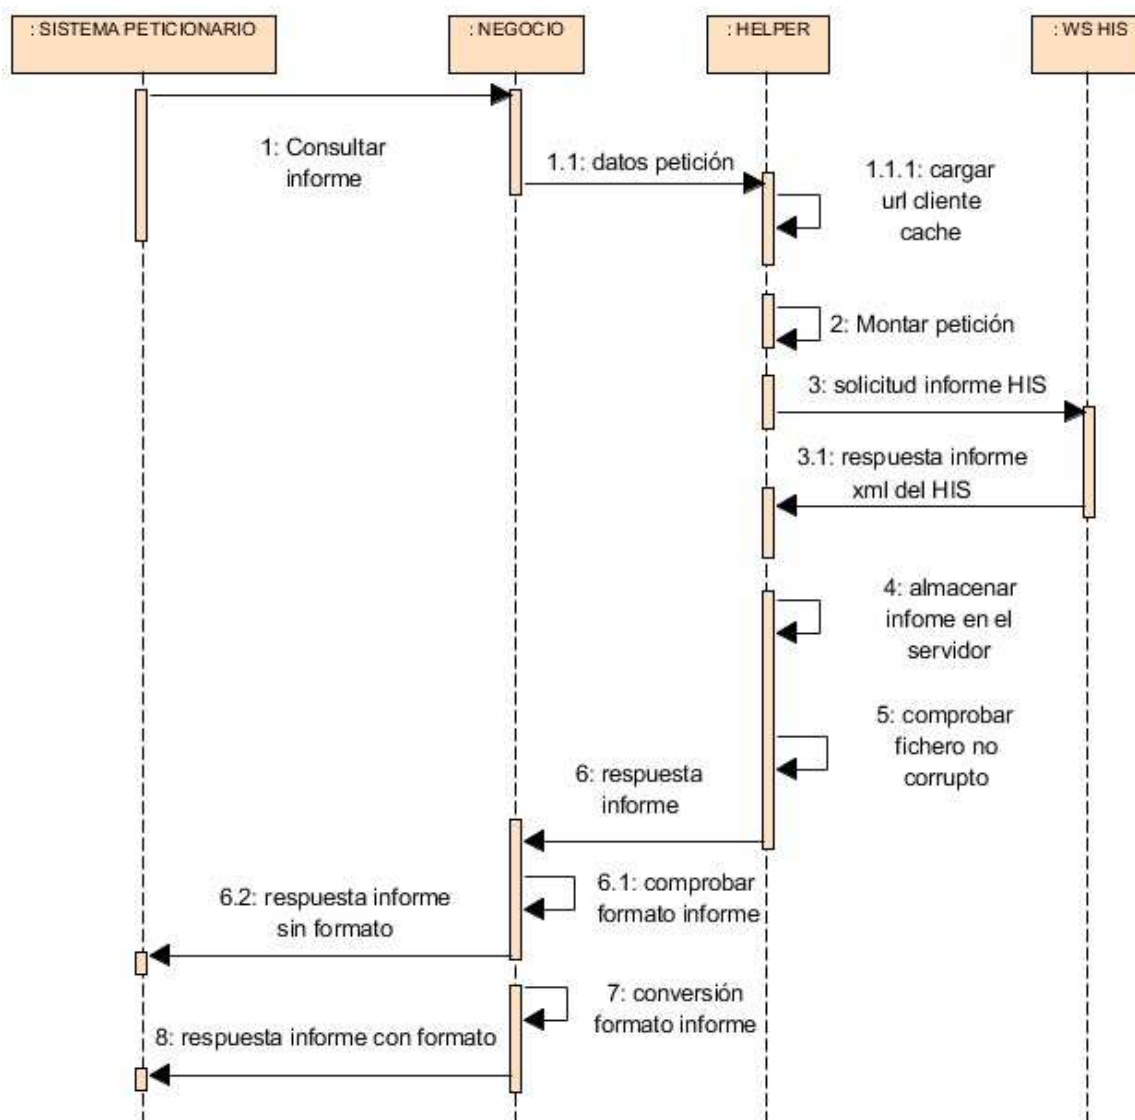 : SISTEMA PETICIONARIO
: NEGOCIO
: HELPER
: WS HIS
1: Consultar
informe
1.1: datos petición
1.1.1: cargar
url cliente
cache
2: Montar petición
3: solicitud informe HIS
3.1: respuesta informe
xml del HIS
4: almacenar
infome en el
servidor
5: comprobar
fichero no
corrupto
6: respuesta
informe
6.1: comprobar
formato informe
6.2: respuesta informe
sin formato
7: conversión
formato informe
8: respuesta informe con formato